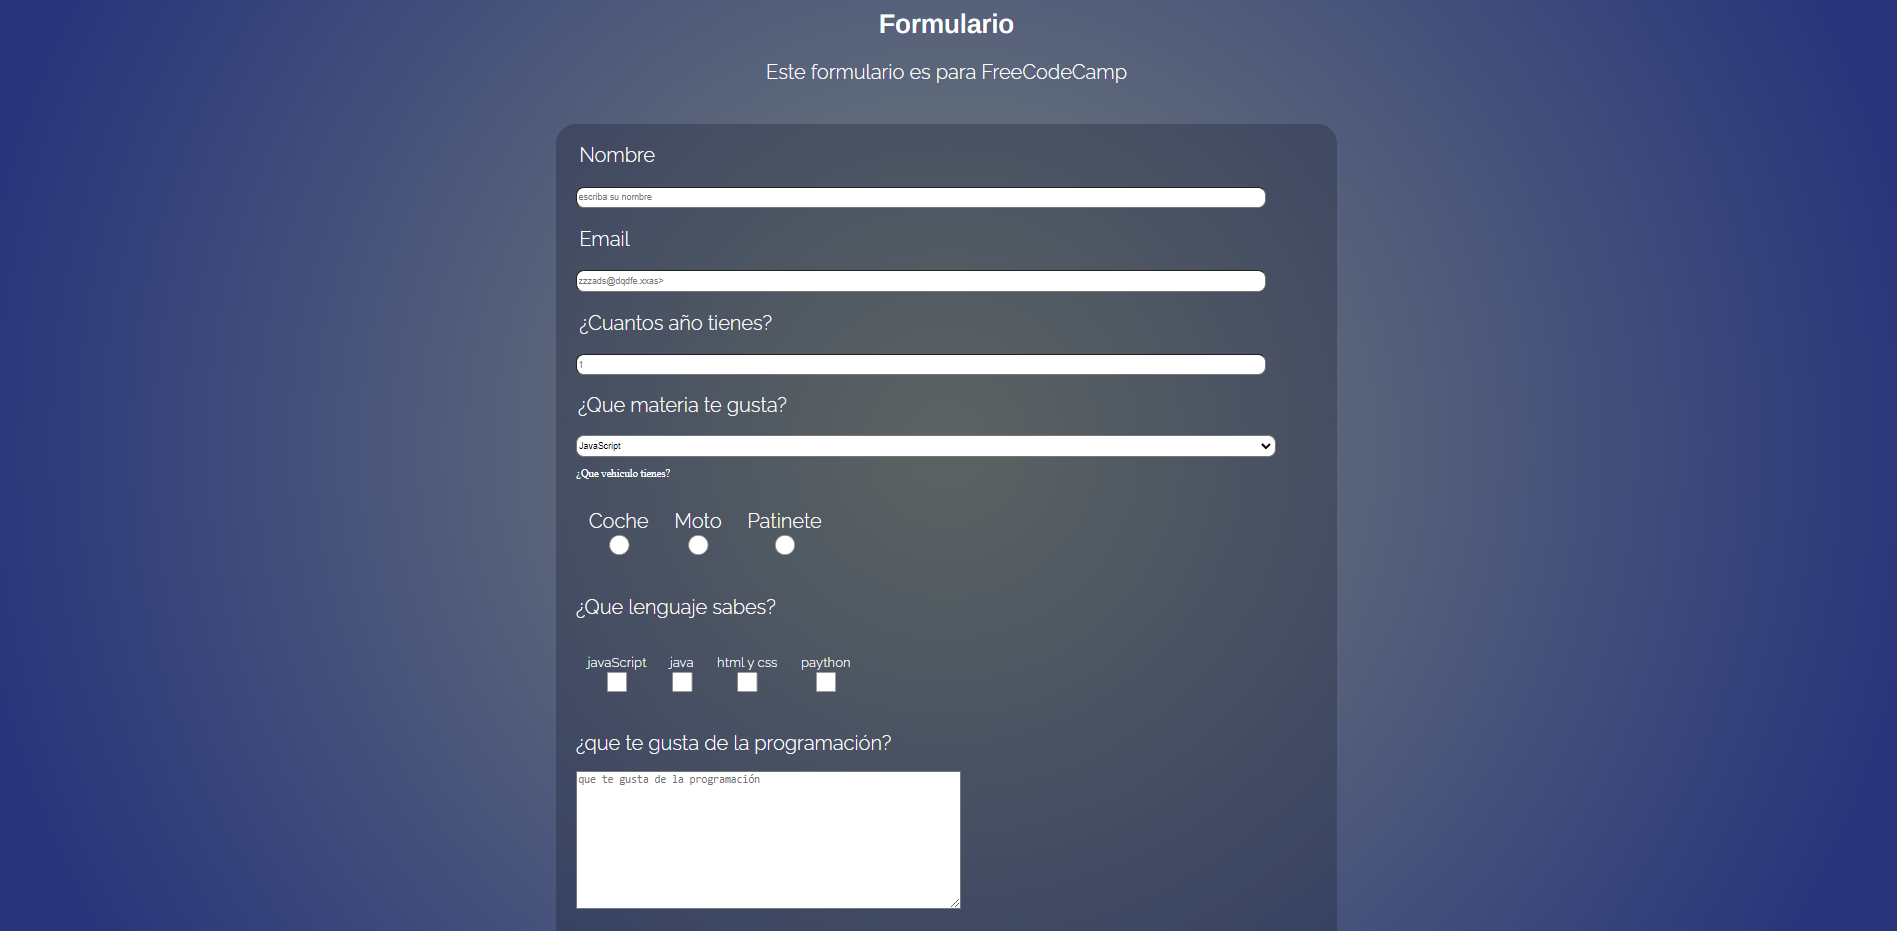 Formulario
Este formulario es para FreeCodeCamp
Nombre
escriba su nombre
Email
zzzads@dqdfe.xxas>
¿Cuantos año tienes?
1
¿Que materia te gusta?
JavaScript
¿Que vehiculo tienes?
Coche Moto Patinete
¿Que lenguaje sabes?
javaScript java html y css paython
¿que te gusta de la programación?
que te gusta de la programación